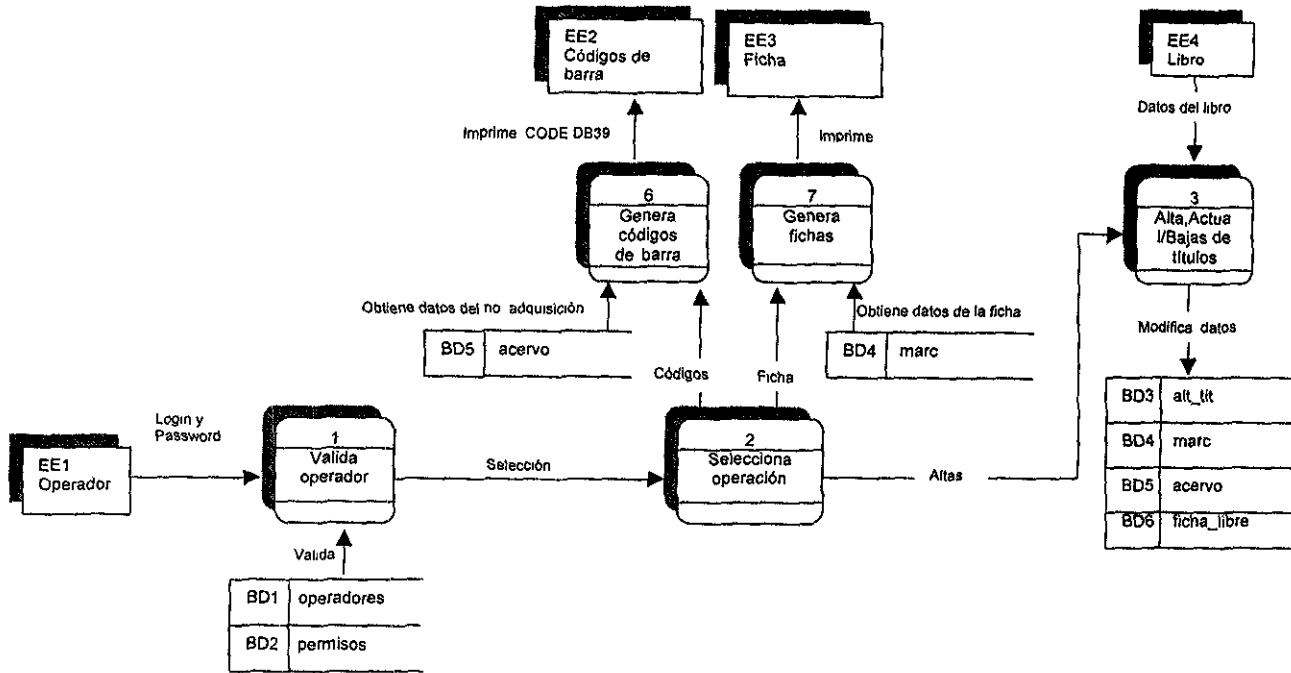 EE2
Códigos de
barra
EE3
Ficha
EE4
Libro
Imprime CODE DB39
Imprime
Datos del libro
6
Genera
códigos
de barra
7
Genera
fichas
3
Alta,Actua
l/Bajas de
títulos
Obtiene datos del no adquisición
BD5 acervo
Obtiene datos de la ficha
BD4 marc
Modifica datos
Códigos
Ficha
BD3 alt_tit
BD4 marc
BD5 acervo
BD6 ficha_libre
Login y
Password
EE1
Operador
1
Valida
operador
Selección
2
Selecciona
operación
Altas
Valida
BD1 operadores
BD2 permisos